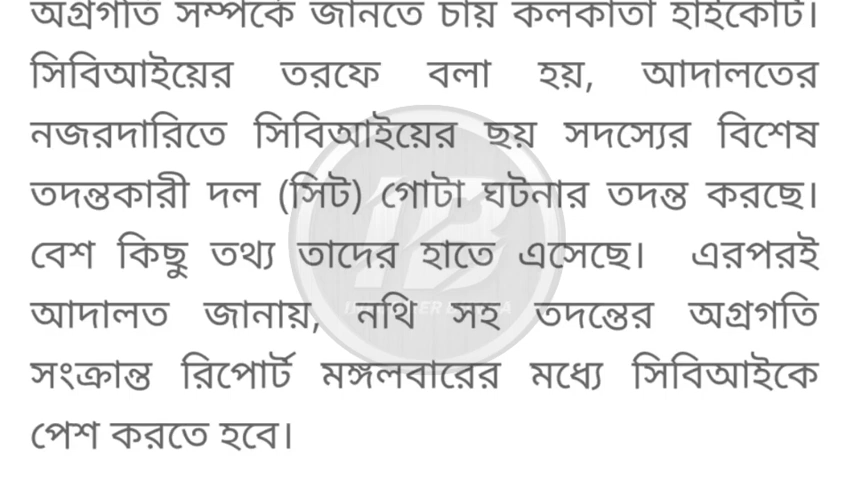 অগ্রগতি সম্পর্কে জানতে চায় কলকাতা হাইকোর্ট।
সিবিআইয়ের তরফে বলা হয়, আদালতের
নজরদারিতে সিবিআইয়ের ছয় সদস্যের বিশেষ
তদন্তকারী দল (সিট) গোটা ঘটনার তদন্ত করছে।
বেশ কিছু তথ্য তাদের হাতে এসেছে। এরপরই
আদালত জানায়, নথি সহ তদন্তের অগ্রগতি
সংক্রান্ত রিপোর্ট মঙ্গলবারের মধ্যে সিবিআইকে
পেশ করতে হবে।